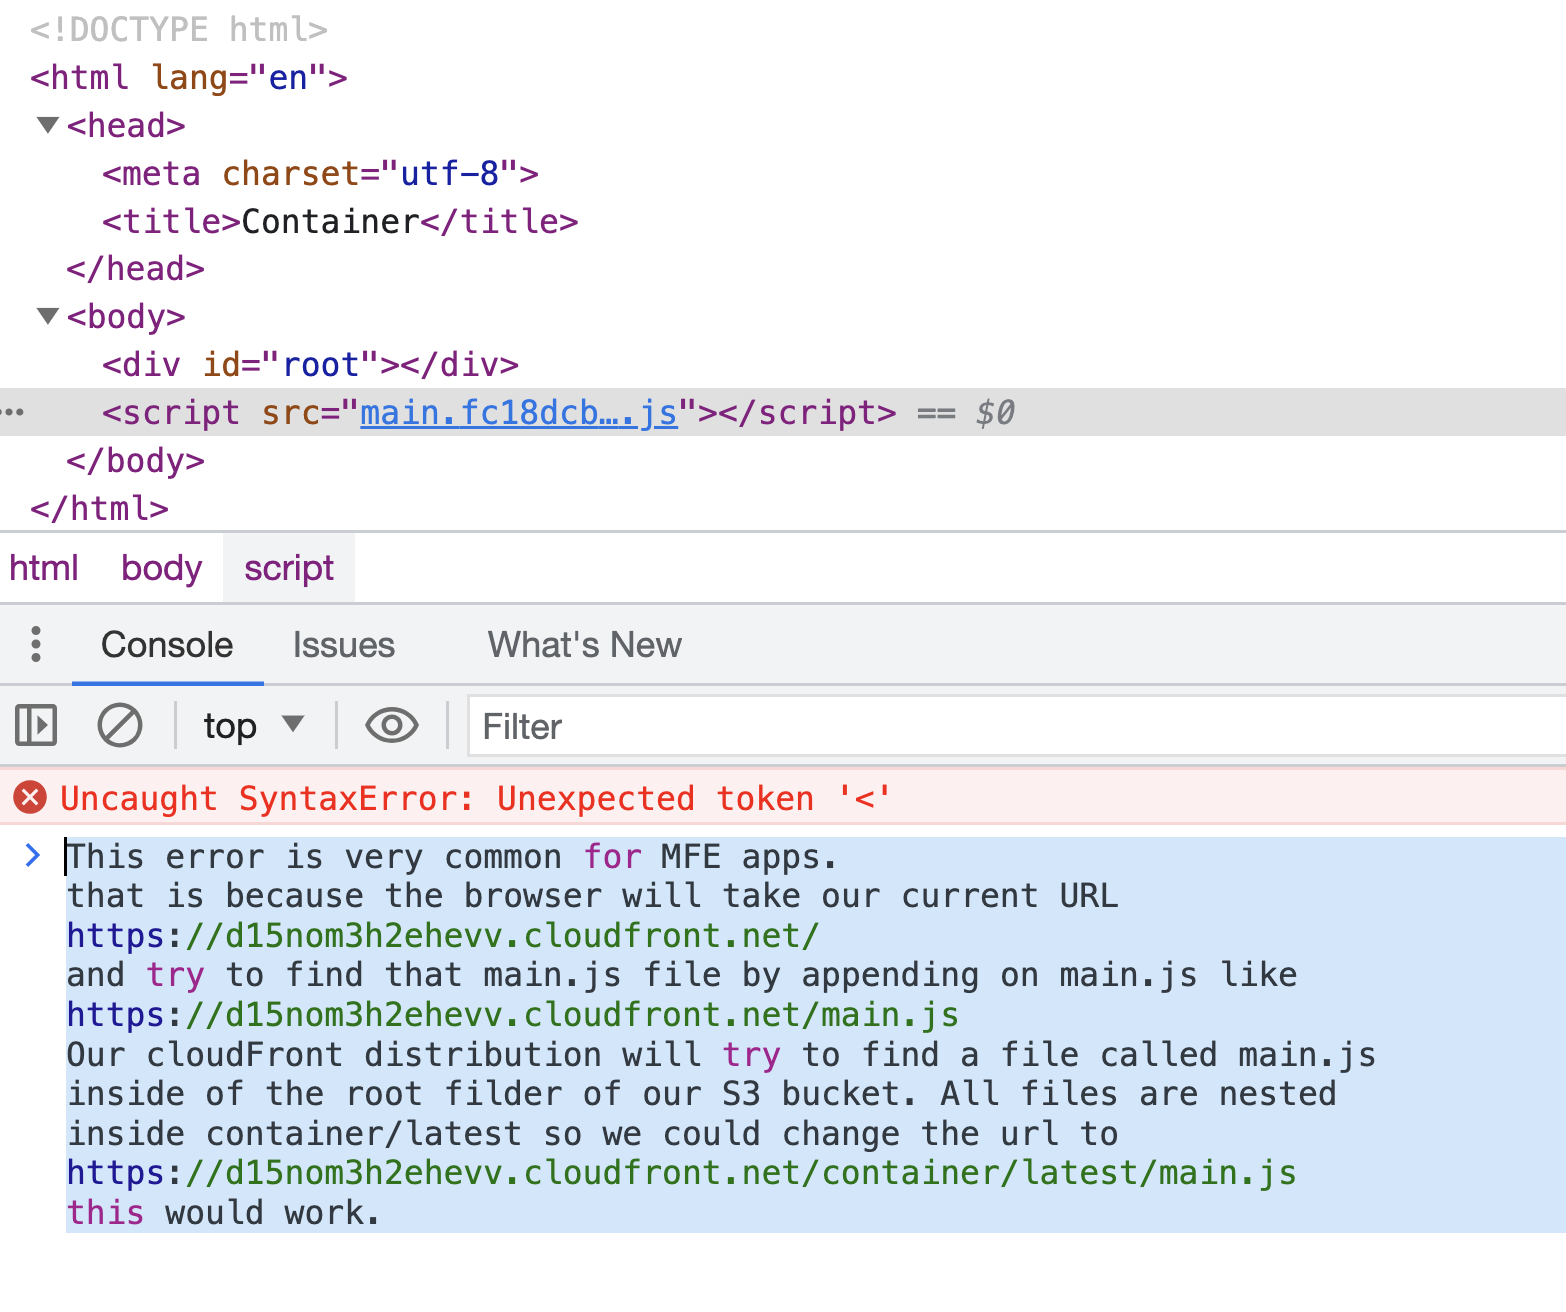 <!DOCTYPE html>
<html lang="en">
<head>
<meta charset="utf-8">
<title>Container</title>
</head>
<body>
<div id="root"></div>
<script src="main.fc18dcb….js"></script> == $0
</body>
</html>
html body script
Console Issues What's New
top Filter
Uncaught SyntaxError: Unexpected token '<'
This error is very common for MFE apps.
that is because the browser will take our current URL
https://d15nom3h2ehevv.cloudfront.net/
and try to find that main.js file by appending on main.js like
https://d15nom3h2ehevv.cloudfront.net/main.js
Our cloudFront distribution will try to find a file called main.js
inside of the root filder of our S3 bucket. All files are nested
inside container/latest so we could change the url to
https://d15nom3h2ehevv.cloudfront.net/container/latest/main.js
this would work.